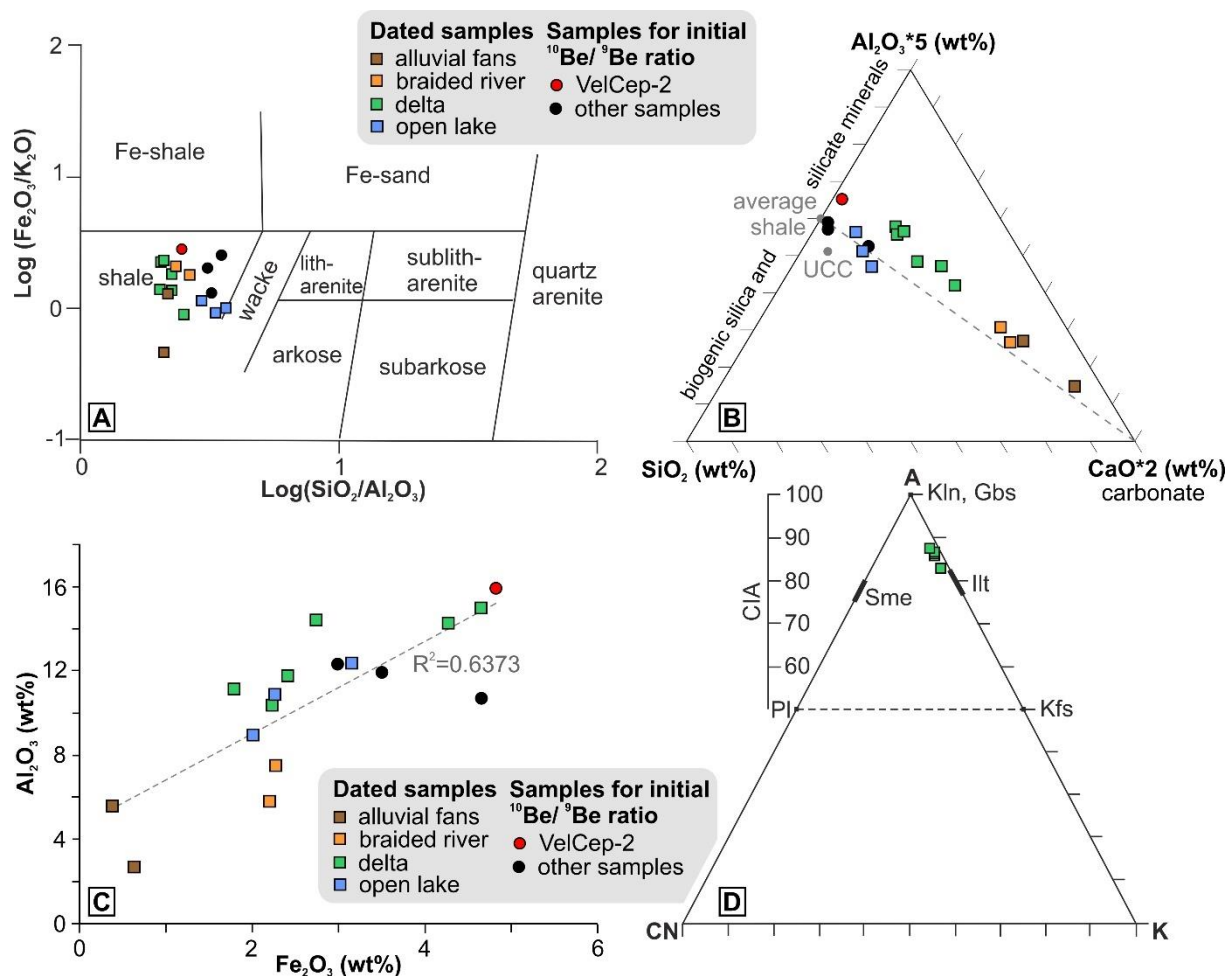 Dated samples
alluvial fans
braided river
delta
open lake
Samples for initial
¹⁰Be/ ⁹Be ratio
VelCep-2
other samples
Log (Fe₂O₃/K₂O)
2
1
0
-1
Fe-shale
Fe-sand
shale
wacke
lith-
arenite
sublith-
arenite
quartz
arenite
arkose
subarkose
A
0
1
2
Log(SiO₂/Al₂O₃)
Al₂O₃*5 (wt%)
biogenic silica and
silicate minerals
average
shale
UCC
B
SiO₂ (wt%)
CaO*2 (wt%)
carbonate
Al₂O₃ (wt%)
16
12
8
4
0
R²=0.6373
Dated samples
alluvial fans
braided river
delta
open lake
Samples for initial
¹⁰Be/ ⁹Be ratio
VelCep-2
other samples
C
0
2
4
6
Fe₂O₃ (wt%)
A
CIA
100
90
80
70
60
Kln, Gbs
Sme
Ilt
Pl
Kfs
D
CN
K